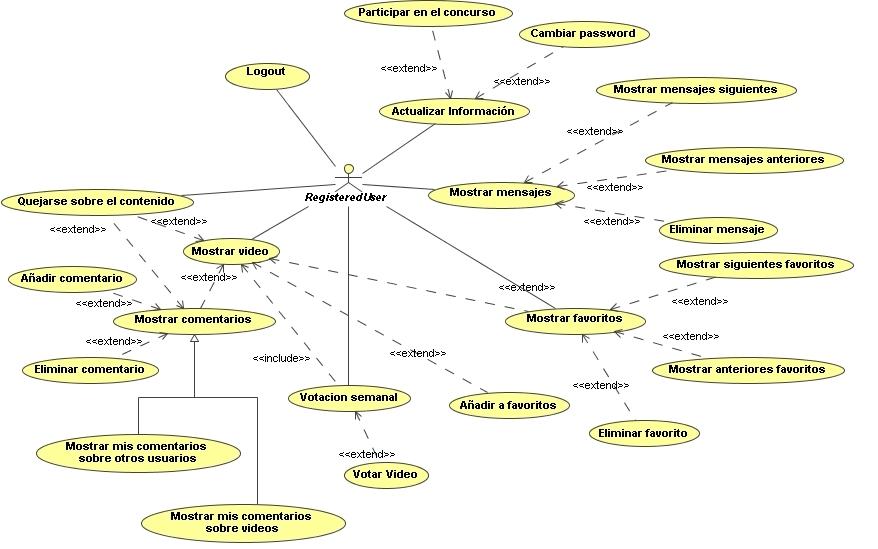 Participar en el concurso
Cambiar password
<<extend>>
Logout
<<extend>>
Mostrar mensajes siguientes
Actualizar Información
<<extend>>
Mostrar mensajes anteriores
<<extend>>
Mostrar mensajes
RegisteredUser
Quejarse sobre el contenido
<<extend>>
<<extend>>
<<extend>>
Eliminar mensaje
Mostrar video
Mostrar siguientes favoritos
Añadir comentario
<<extend>>
<<extend>>
<<extend>>
<<extend>>
Mostrar comentarios
Mostrar favoritos
<<extend>>
<<extend>>
<<include>>
<<extend>>
Eliminar comentario
Mostrar anteriores favoritos
<<extend>>
Votacion semanal
Añadir a favoritos
Eliminar favorito
Mostrar mis comentarios
sobre otros usuarios
<<extend>>
Votar Video
Mostrar mis comentarios
sobre videos